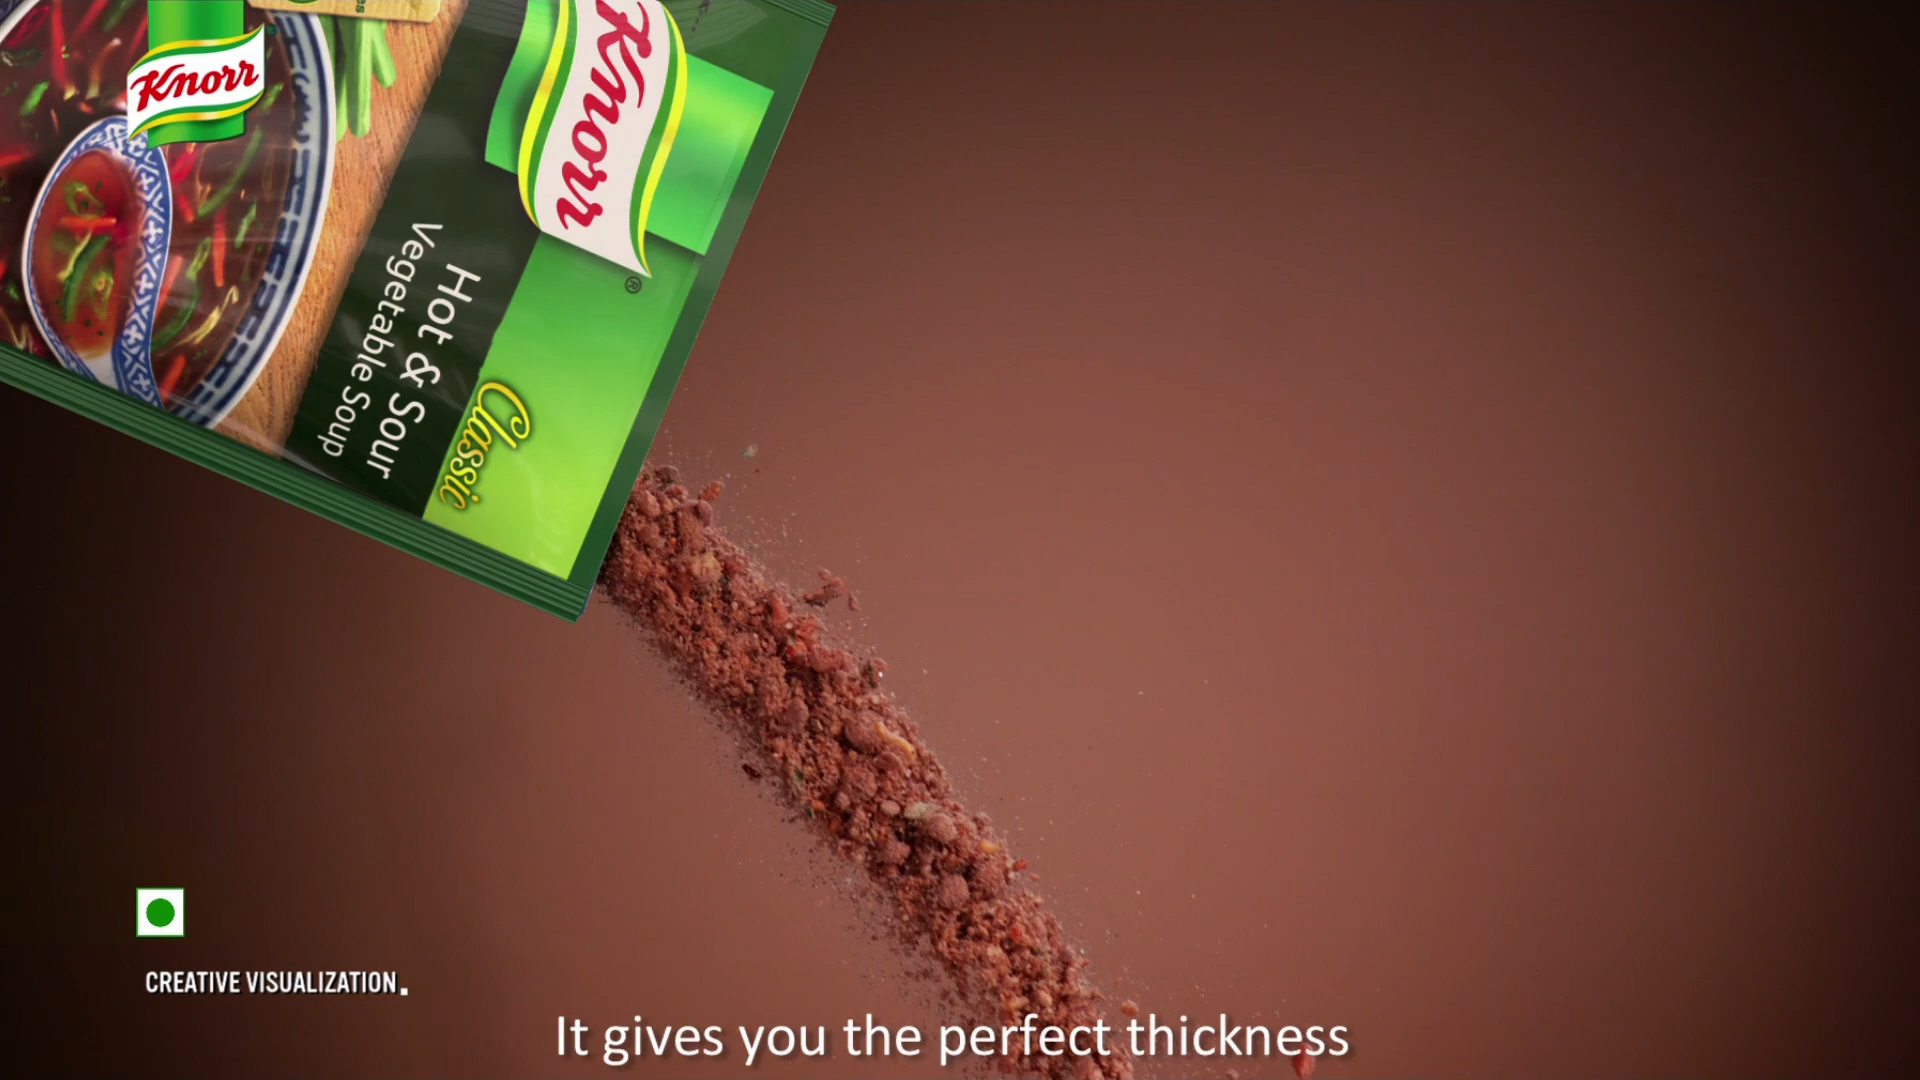 Knorr
Knorr
®
Classic
Hot & Sour
Vegetable Soup
CREATIVE VISUALIZATION.
It gives you the perfect thickness